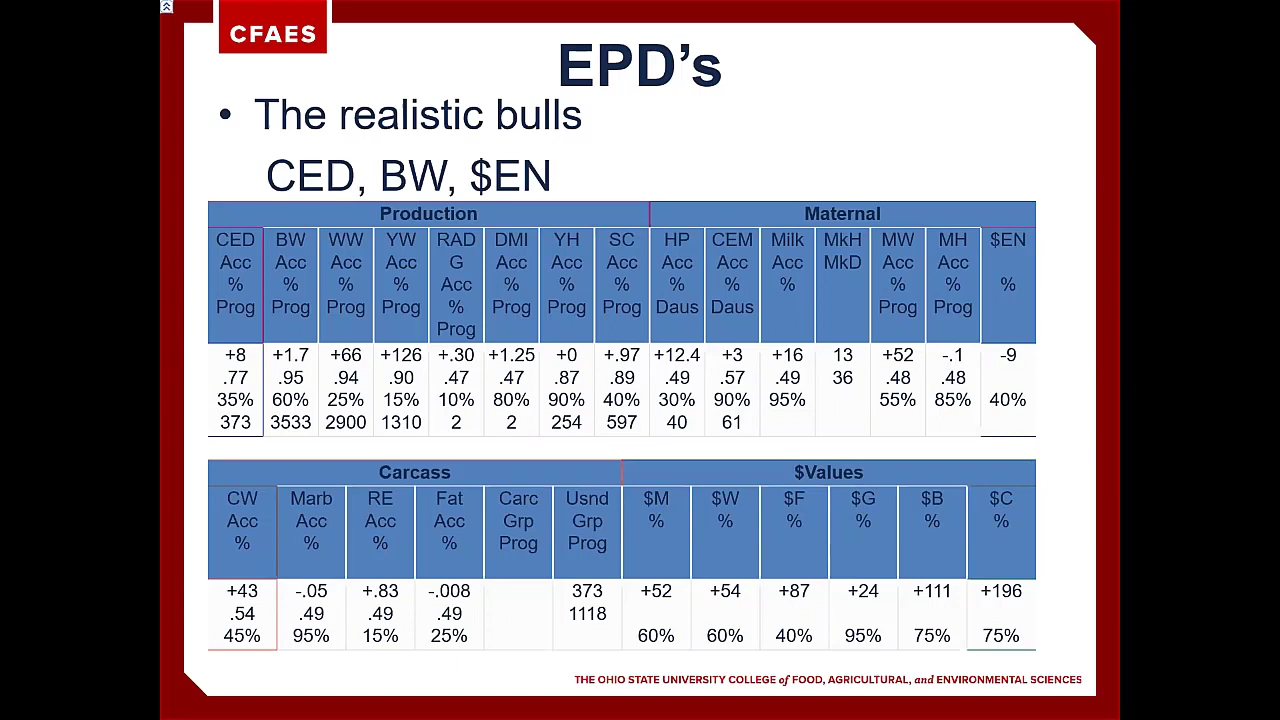 CFAES
EPD's
• The realistic bulls
CED, BW, $EN
Production Maternal
CED BW WW YW RAD DMI YH SC HP CEM Milk MkH MW MH $EN
Acc Acc Acc Acc G Acc Acc Acc Acc Acc Acc MkD Acc Acc
% % % % Acc % % % % % % % % %
Prog Prog Prog Prog % Prog Prog Prog Daus Daus Prog Prog
Prog
+8 +1.7 +66 +126 +.30 +1.25 +0 +.97 +12.4 +3 +16 13 +52 -.1 -9
.77 .95 .94 .90 .47 .47 .87 .89 .49 .57 .49 36 .48 .48
35% 60% 25% 15% 10% 80% 90% 40% 30% 90% 95% 55% 85% 40%
373 3533 2900 1310 2 2 254 597 40 61
Carcass $Values
CW Marb RE Fat Carc Usnd $M $W $F $G $B $C
Acc Acc Acc Acc Grp Grp % % % % % %
% % % % Prog Prog
+43 -.05 +.83 -.008 373 +52 +54 +87 +24 +111 +196
.54 .49 .49 .49 1118
45% 95% 15% 25% 60% 60% 40% 95% 75% 75%
THE OHIO STATE UNIVERSITY COLLEGE of FOOD, AGRICULTURAL, and ENVIRONMENTAL SCIENCES